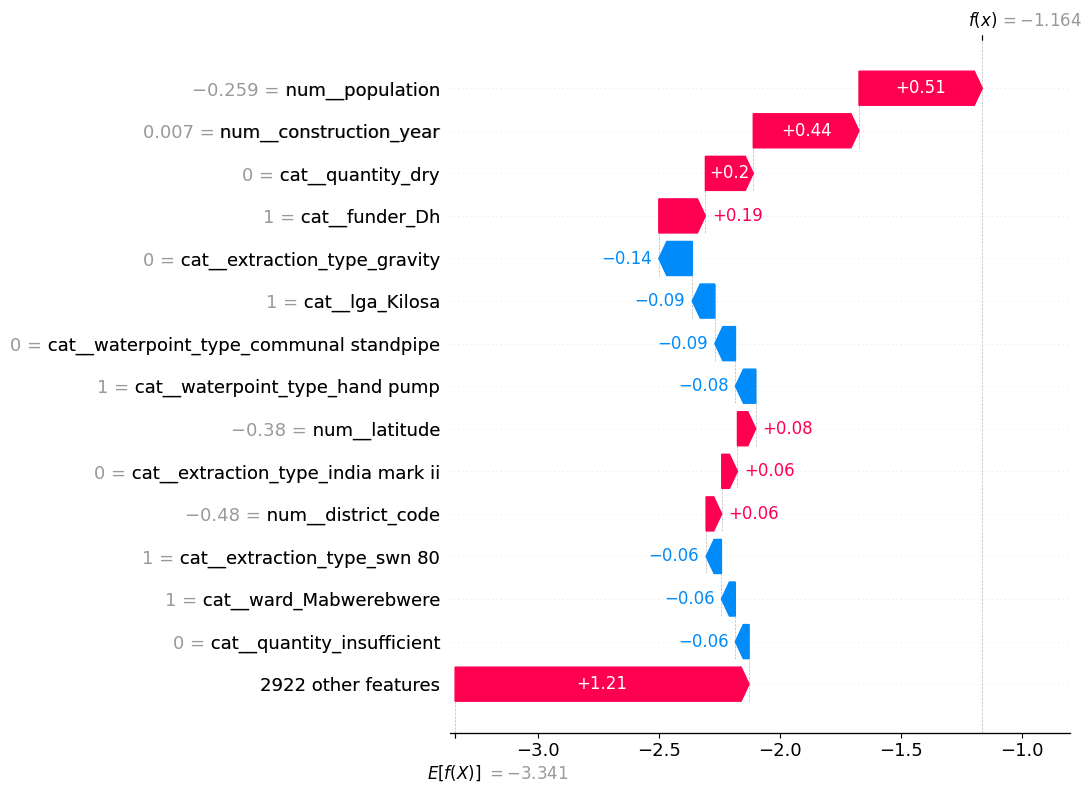 f(x) = −1.164
−0.259 = num__population
+0.51
0.007 = num__construction_year
+0.44
0 = cat__quantity_dry
+0.2
1 = cat__funder_Dh
+0.19
0 = cat__extraction_type_gravity
−0.14
1 = cat__lga_Kilosa
−0.09
0 = cat__waterpoint_type_communal standpipe
−0.09
1 = cat__waterpoint_type_hand pump
−0.08
−0.38 = num__latitude
+0.08
0 = cat__extraction_type_india mark ii
+0.06
−0.48 = num__district_code
+0.06
1 = cat__extraction_type_swn 80
−0.06
1 = cat__ward_Mabwerebwere
−0.06
0 = cat__quantity_insufficient
−0.06
2922 other features
+1.21
−3.0 −2.5 −2.0 −1.5 −1.0
E[f(X)] = −3.341